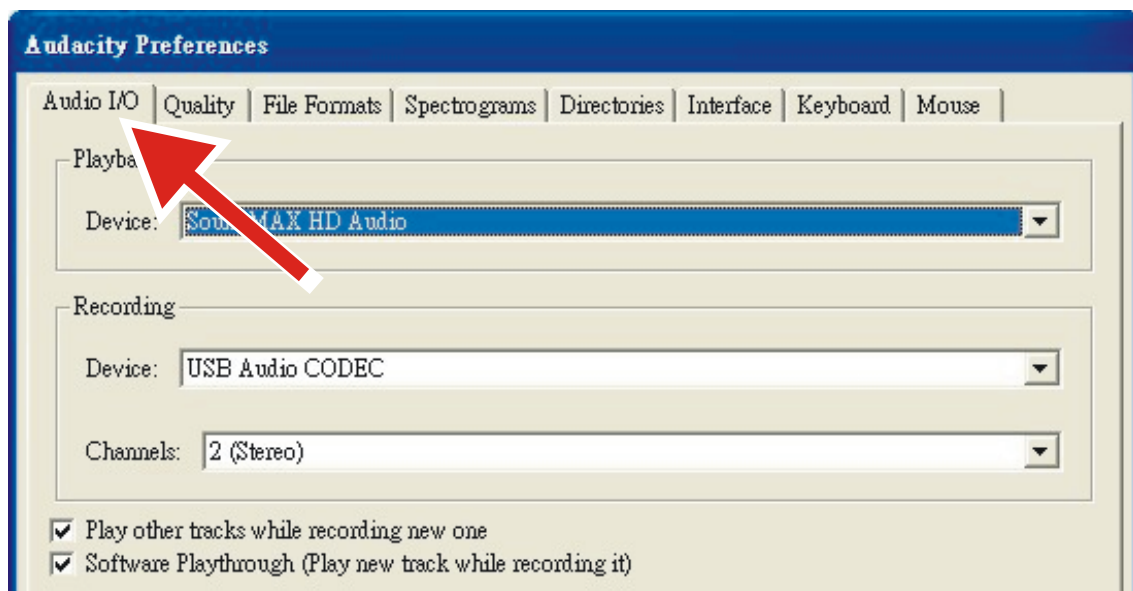 Audacity Preferences
Audio I/O Quality File Formats Spectrograms Directories Interface Keyboard Mouse
Device: MAX HD Audio
Recording
Device: USB Audio CODEC
Channels: 2 (Stereo)
Play other tracks while recording new one
Software Playthrough (Play new track while recording it)